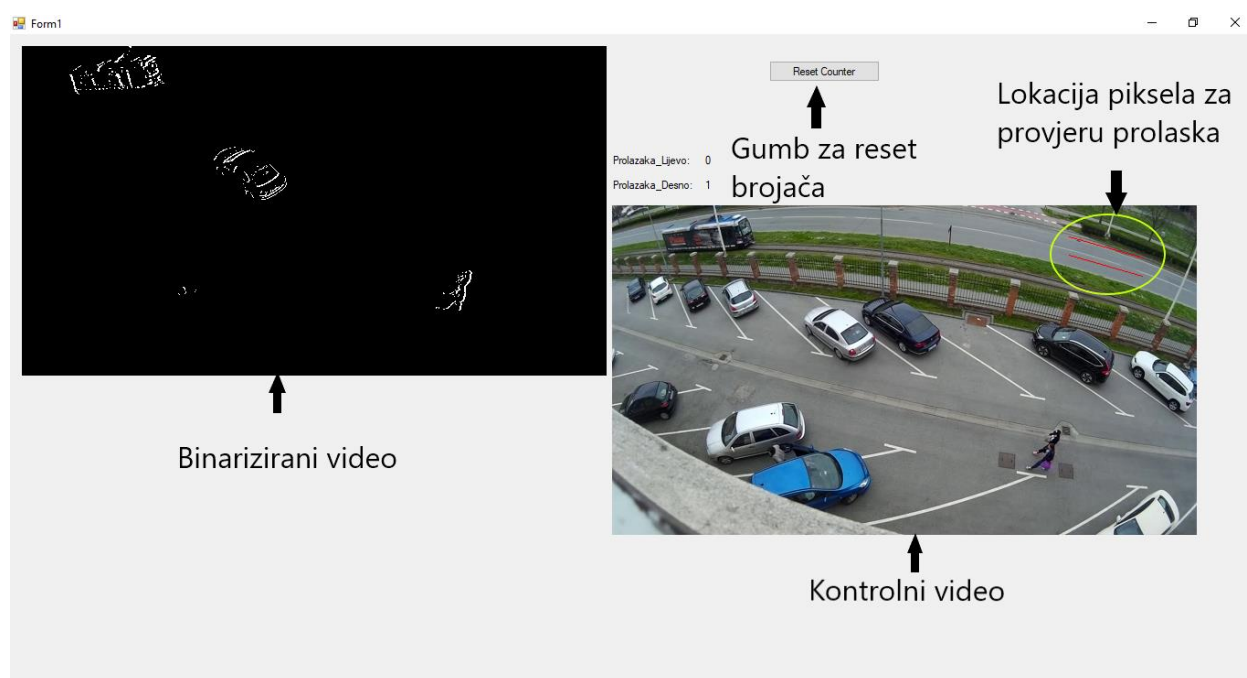 Form1
Reset Counter
Lokacija piksela za
provjeru prolaska
Prolazaka_Lijevo: 0
Prolazaka_Desno: 1
Gumb za reset
brojača
Binarizirani video
Kontrolni video